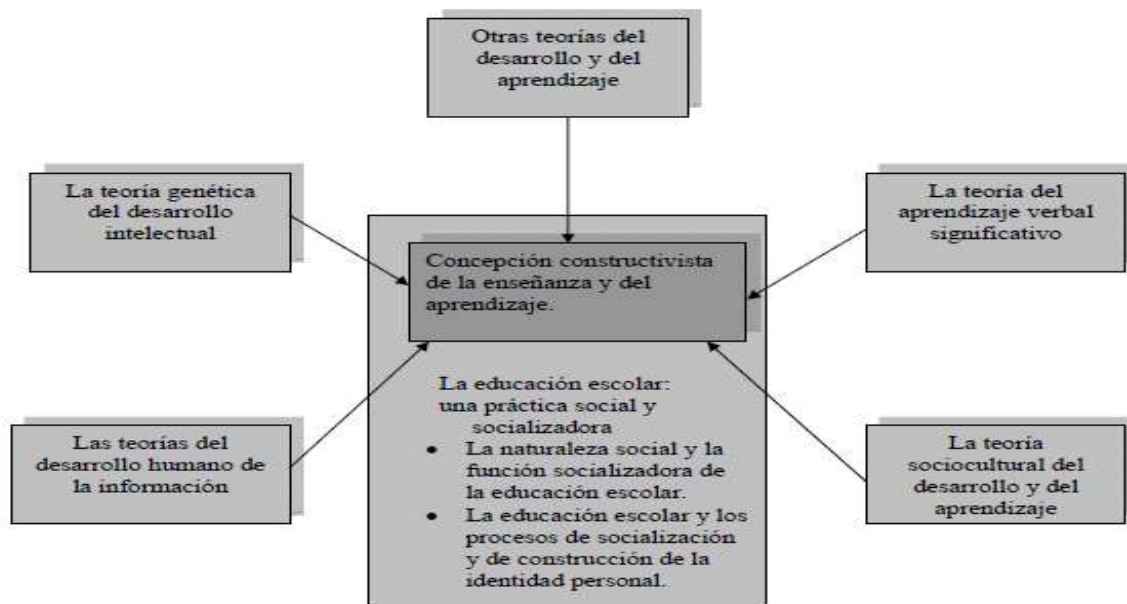 Otras teorías del
desarrollo y del
aprendizaje
La teoría genética
del desarrollo
intelectual
La teoría del
aprendizaje verbal
significativo
Concepción constructivista
de la enseñanza y del
aprendizaje.
La educación escolar:
una práctica social y
socializadora
• La naturaleza social y la
función socializadora de
la educación escolar.
• La educación escolar y los
procesos de socialización
y de construcción de la
identidad personal.
Las teorías del
desarrollo humano de
la información
La teoría
sociocultural del
desarrollo y del
aprendizaje